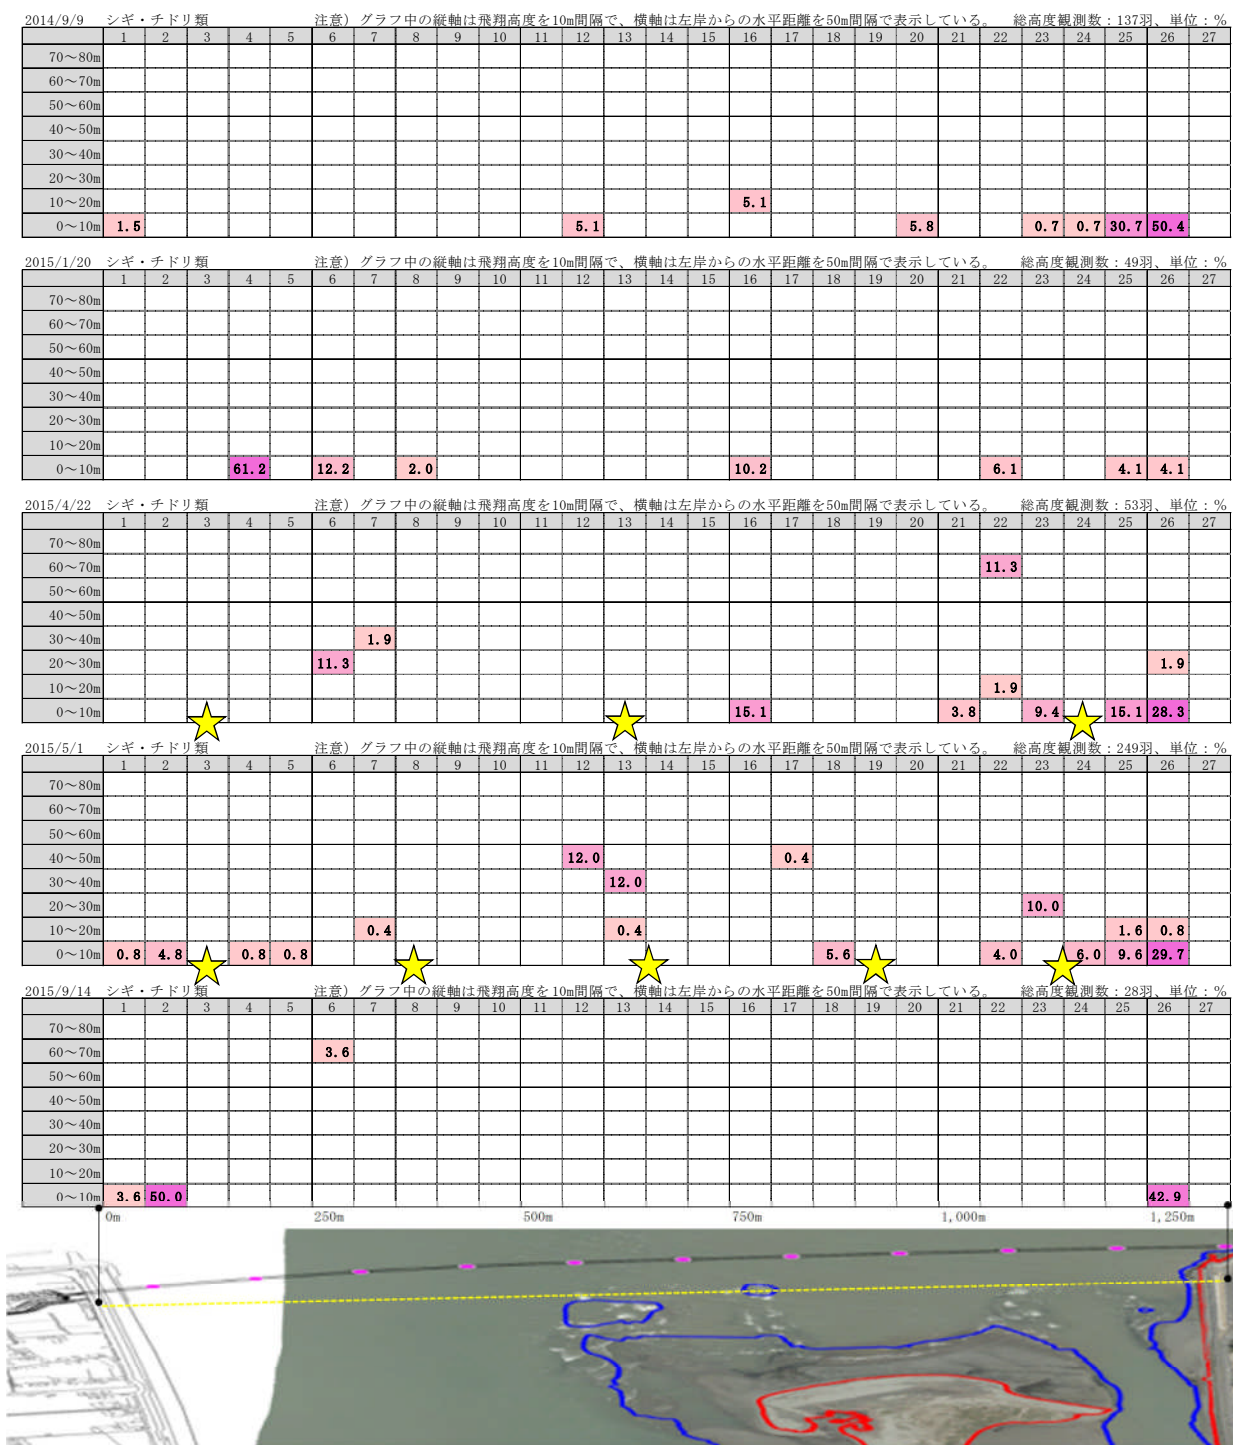 2014/9/9 シギ・チドリ類 注意）グラフ中の縦軸は飛翔高度を10m間隔で、横軸は左岸からの水平距離を50m間隔で表示している。 総高度観測数：137羽、単位：％
1 2 3 4 5 6 7 8 9 10 11 12 13 14 15 16 17 18 19 20 21 22 23 24 25 26 27
70～80m
60～70m
50～60m
40～50m
30～40m
20～30m
10～20m 5.1
0～10m 1.5 5.1 5.8 0.7 0.7 30.7 50.4
2015/1/20 シギ・チドリ類 注意）グラフ中の縦軸は飛翔高度を10m間隔で、横軸は左岸からの水平距離を50m間隔で表示している。 総高度観測数：49羽、単位：％
1 2 3 4 5 6 7 8 9 10 11 12 13 14 15 16 17 18 19 20 21 22 23 24 25 26 27
70～80m
60～70m
50～60m
40～50m
30～40m
20～30m
10～20m
0～10m 61.2 12.2 2.0 10.2 6.1 4.1 4.1
2015/4/22 シギ・チドリ類 注意）グラフ中の縦軸は飛翔高度を10m間隔で、横軸は左岸からの水平距離を50m間隔で表示している。 総高度観測数：53羽、単位：％
1 2 3 4 5 6 7 8 9 10 11 12 13 14 15 16 17 18 19 20 21 22 23 24 25 26 27
70～80m
60～70m 11.3
50～60m
40～50m
30～40m 1.9
20～30m 11.3 1.9
10～20m 1.9
0～10m 15.1 3.8 9.4 15.1 28.3
2015/5/1 シギ・チドリ類 注意）グラフ中の縦軸は飛翔高度を10m間隔で、横軸は左岸からの水平距離を50m間隔で表示している。 総高度観測数：249羽、単位：％
1 2 3 4 5 6 7 8 9 10 11 12 13 14 15 16 17 18 19 20 21 22 23 24 25 26 27
70～80m
60～70m
50～60m
40～50m 12.0 0.4
30～40m 12.0
20～30m 10.0
10～20m 0.4 0.4 1.6 0.8
0～10m 0.8 4.8 0.8 0.8 5.6 4.0 6.0 9.6 29.7
2015/9/14 シギ・チドリ類 注意）グラフ中の縦軸は飛翔高度を10m間隔で、横軸は左岸からの水平距離を50m間隔で表示している。 総高度観測数：28羽、単位：％
1 2 3 4 5 6 7 8 9 10 11 12 13 14 15 16 17 18 19 20 21 22 23 24 25 26 27
70～80m
60～70m 3.6
50～60m
40～50m
30～40m
20～30m
10～20m
0～10m 3.6 50.0 42.9
0m 250m 500m 750m 1,000m 1,250m